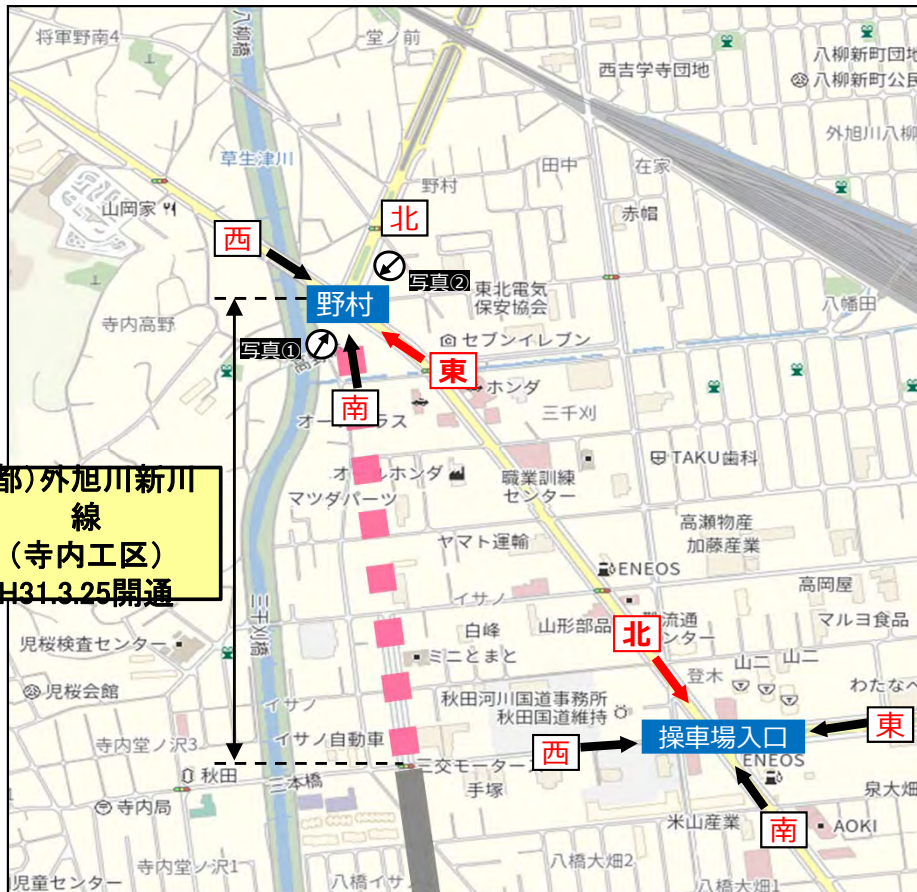 将軍野南4
八柳橋
堂ノ前
西吉学寺団地
八柳新町団地
八柳新町公民
外旭川八柳
草生津川
田中
在家
野村
山岡家
赤帽
北
西
写真②
東北電気
保安協会
野村
八幡田
寺内高野
セブンイレブン
写真①
東
ホンダ
南
三千刈
オールホンダ
TAKU歯科
職業訓練
センター
マツダパーツ
都)外旭川新川
線
(寺内工区)
H31.3.25開通
高瀬物産
加藤産業
ヤマト運輸
ENEOS
高岡屋
イサノ
三千刈橋
山形部品
マルヨ食品
北
白峰
児桜検査センター
ミニとまと
登木
山二
山二
わたなべ
児桜会館
イサノ
秋田河川国道事務所
秋田国道維持
操車場入口
東
寺内堂ノ沢3
イサノ自動車
西
ENEOS
三交モータース
秋田
二本橋
手塚
泉大畑
寺内局
米山産業
南
AOKI
寺内堂ノ沢1
八橋大畑2
児童センター
八橋イサノ
八橋大畑1